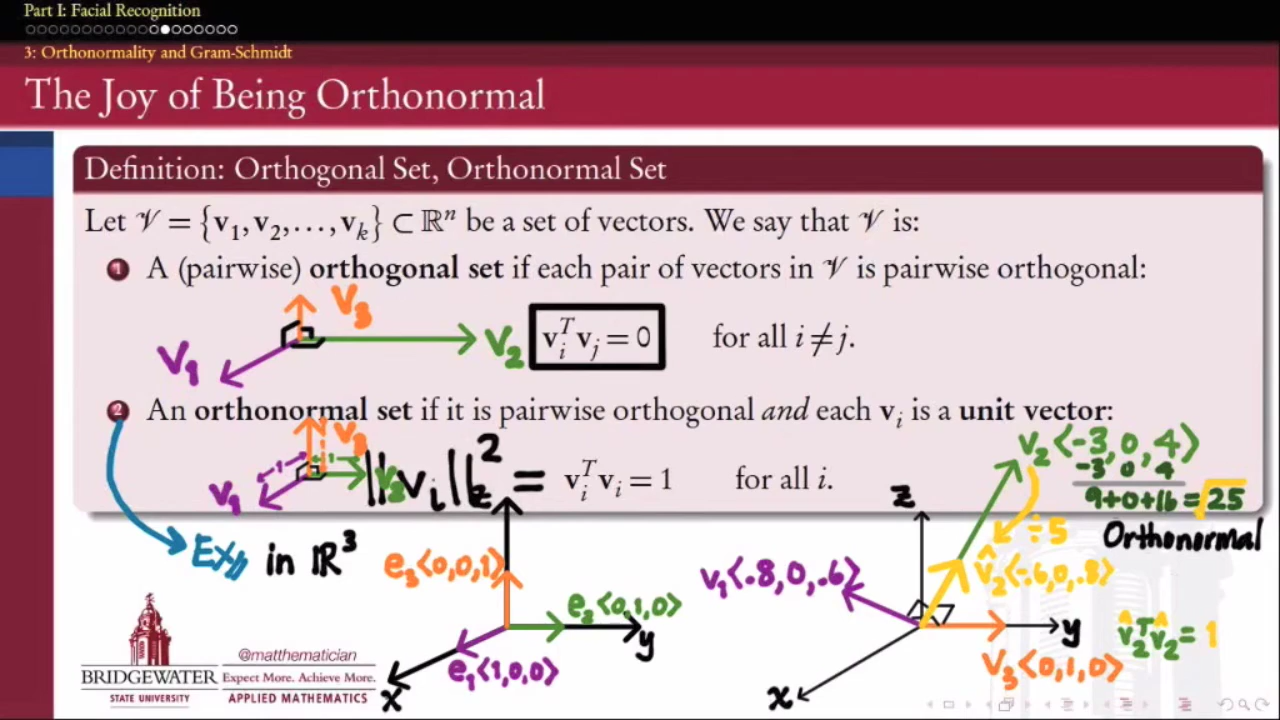 Part I: Facial Recognition
3: Orthonormality and Gram-Schmidt
The Joy of Being Orthonormal
Definition: Orthogonal Set, Orthonormal Set
Let 𝒱 = {v₁, v₂, …, vₖ} ⊂ ℝⁿ be a set of vectors. We say that 𝒱 is:
1 A (pairwise) orthogonal set if each pair of vectors in 𝒱 is pairwise orthogonal:
V₃
V₁
V₂
vᵢᵀvⱼ = 0 for all i ≠ j.
2 An orthonormal set if it is pairwise orthogonal and each vᵢ is a unit vector:
V₃
1
1
1
V₁
V₂
||vᵢ||₂² = vᵢᵀvᵢ = 1 for all i.
v₂⟨-3,0,4⟩
-3 0 4
9+0+16=√25
Orthonormal
Ex// in ℝ³
e₃⟨0,0,1⟩
e₂⟨0,1,0⟩
y
e₁⟨1,0,0⟩
x
z
÷5
v₁⟨.8,0,.6⟩
v̂₂⟨-.6,0,.8⟩
y
v̂₂ᵀv̂₂ = 1
v₃⟨0,1,0⟩
x
BRIDGEWATER
STATE UNIVERSITY
@matthematician
Expect More. Achieve More.
APPLIED MATHEMATICS